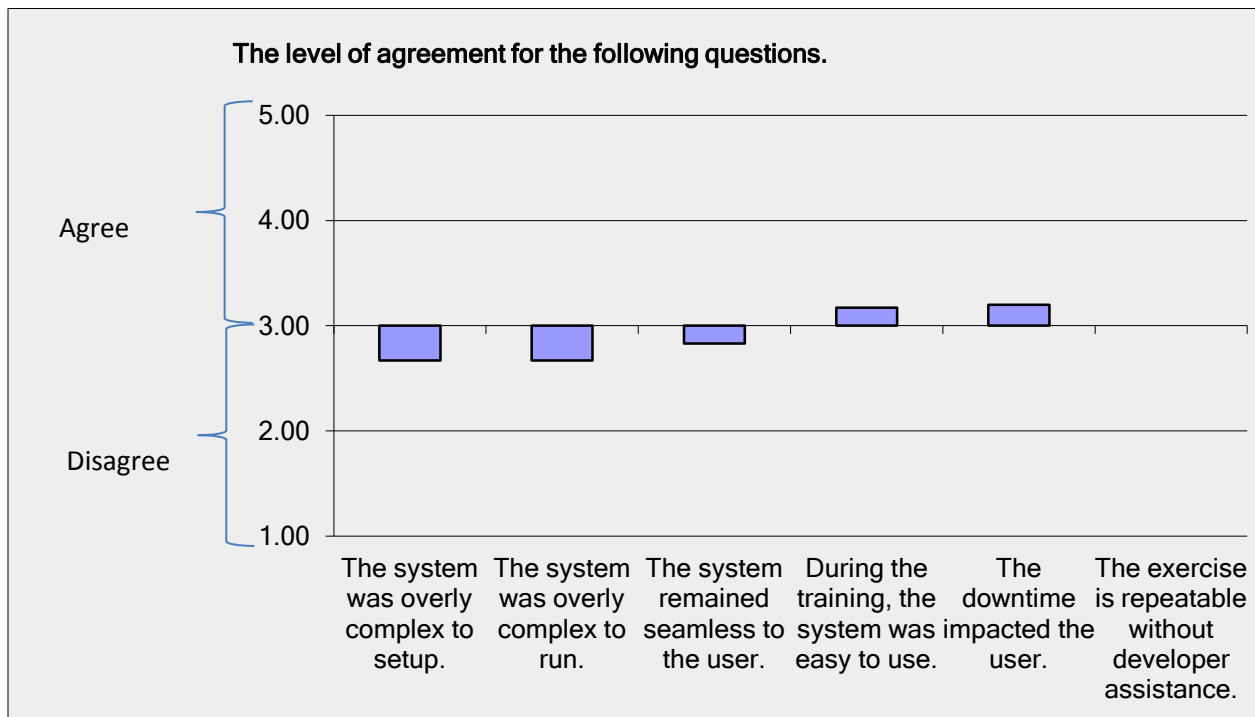 The level of agreement for the following questions.
5.00
4.00
Agree
3.00
2.00
Disagree
1.00
The system
was overly
complex to
setup.
The system
was overly
complex to
run.
The system
remained
seamless to
the user.
During the
training, the
system was
easy to use.
The
downtime
impacted the
user.
The exercise
is repeatable
without
developer
assistance.